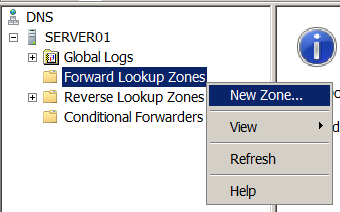 DNS
SERVER01
Global Logs
Forward Lookup Zones
Reverse Lookup Zones
Conditional Forwarders
New Zone...
View
Refresh
Help